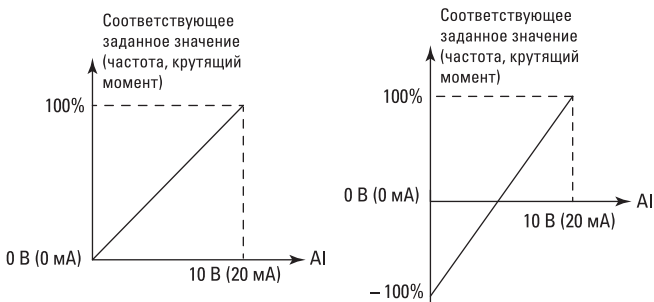 Соответствующее
заданное значение
(частота, крутящий
момент)
100%
0 В (0 мА)
10 В (20 мА)
AI
Соответствующее
заданное значение
(частота, крутящий
момент)
100%
0 В (0 мА)
AI
10 В (20 мА)
– 100%